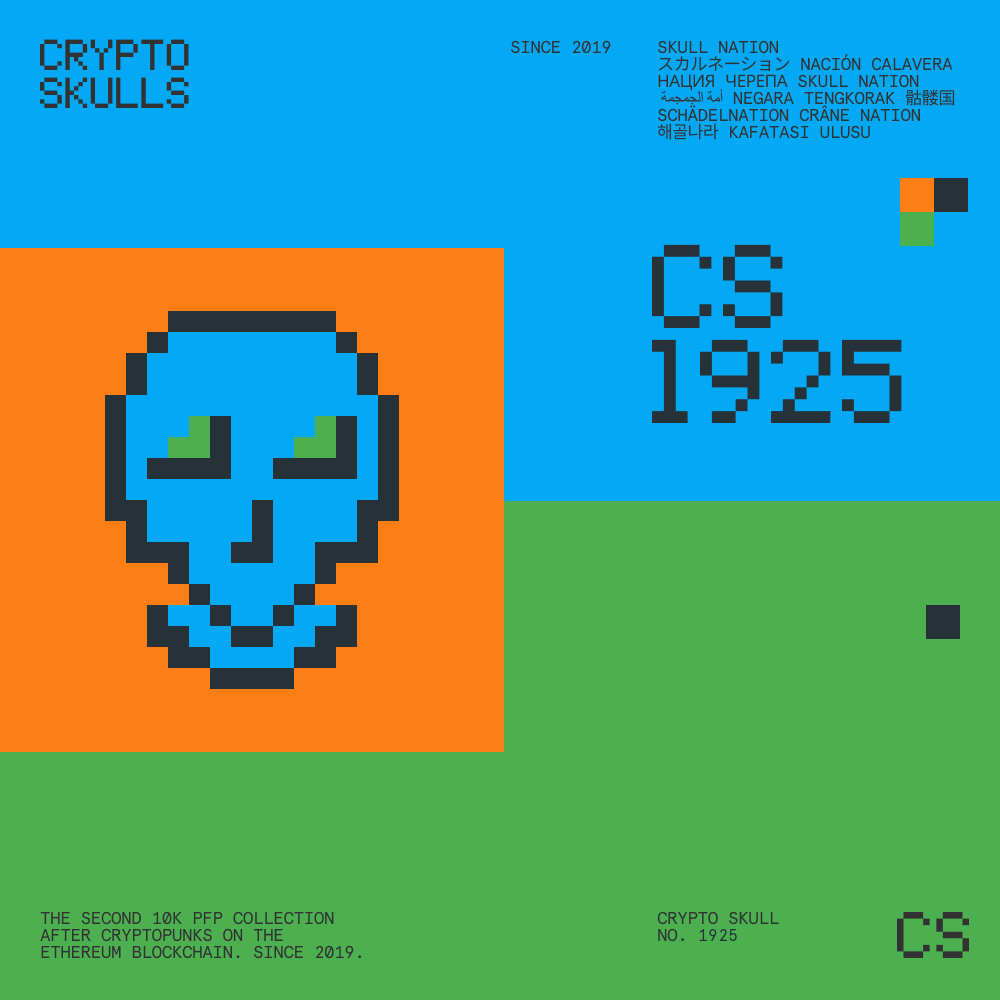 CRYPTO
SKULLS
SINCE 2019
SKULL NATION
スカルネーション NACIÓN CALAVERA
НАЦИЯ ЧЕРЕПА SKULL NATION
أمة الجمجمة NEGARA TENGKORAK 骷髅国
SCHÄDELNATION CRÂNE NATION
해골나라 KAFATASI ULUSU
CS
1925
THE SECOND 10K PFP COLLECTION
AFTER CRYPTOPUNKS ON THE
ETHEREUM BLOCKCHAIN. SINCE 2019.
CRYPTO SKULL
NO. 1925
CS